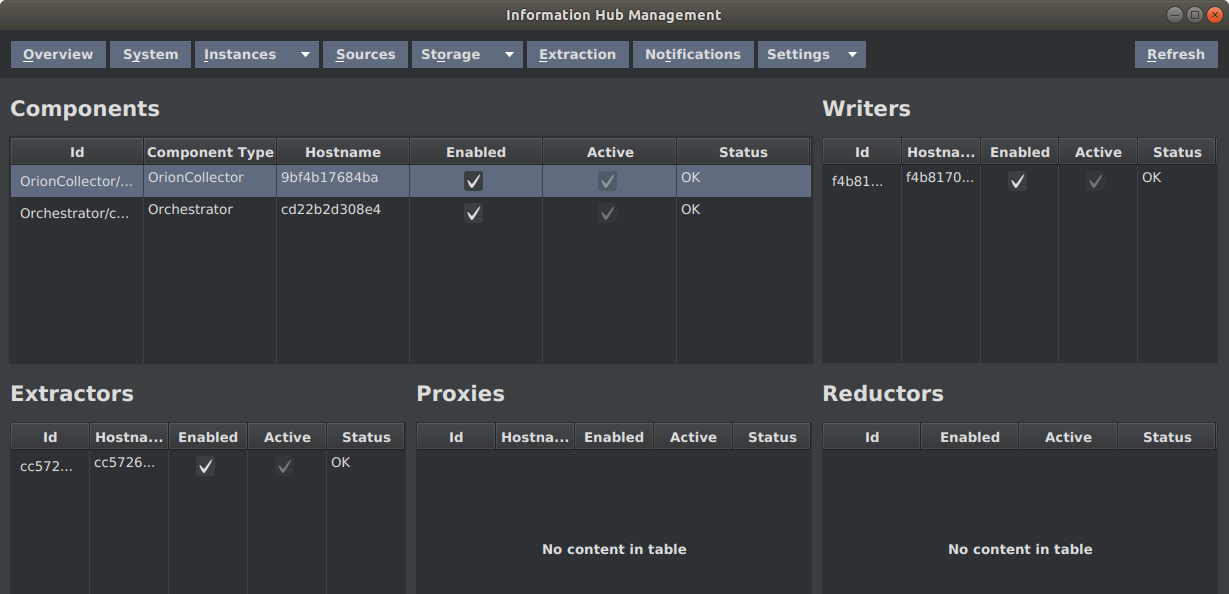 Information Hub Management
Overview System Instances Sources Storage Extraction Notifications Settings Refresh
Components
Id Component Type Hostname Enabled Active Status
OrionCollector/... OrionCollector 9bf4b17684ba OK
Orchestrator/c... Orchestrator cd22b2d308e4 OK
Writers
Id Hostna... Enabled Active Status
f4b81... f4b8170... OK
Extractors
Id Hostna... Enabled Active Status
cc572... cc5726... OK
Proxies
Id Hostna... Enabled Active Status
No content in table
Reductors
Id Enabled Active Status
No content in table